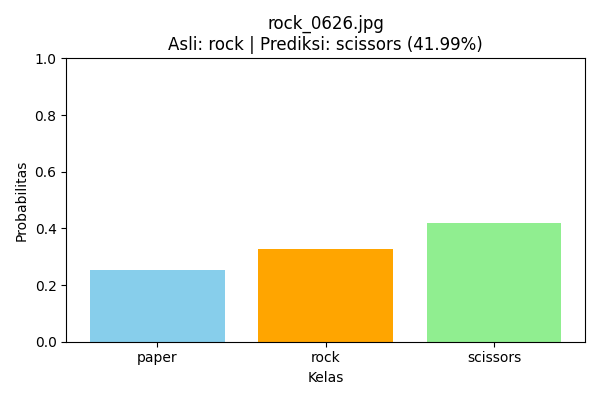 rock_0626.jpg
Asli: rock | Prediksi: scissors (41.99%)
1.0
0.8
0.6
0.4
0.2
0.0
Probabilitas
paper rock scissors
Kelas